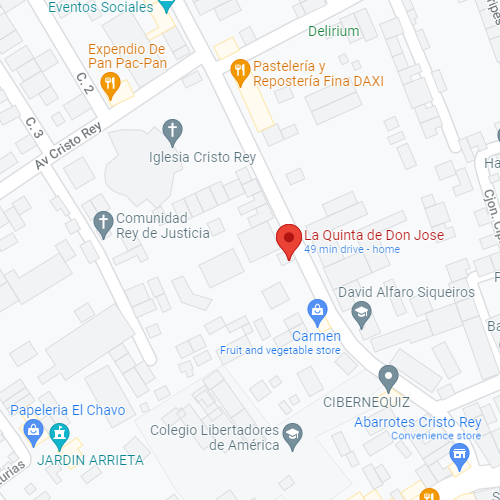 Eventos Sociales
Delirium
Expendio De
Pan Pac-Pan
Pastelería y
Repostería Fina DAXI
C. 2
C. 3
Av Cristo Rey
Iglesia Cristo Rey
Comunidad
Rey de Justicia
La Quinta de Don Jose
49 min drive - home
David Alfaro Siqueiros
Carmen
Fruit and vegetable store
CIBERNEQUIZ
Papeleria El Chavo
Abarrotes Cristo Rey
Convenience store
Colegio Libertadores
de América
JARDIN ARRIETA